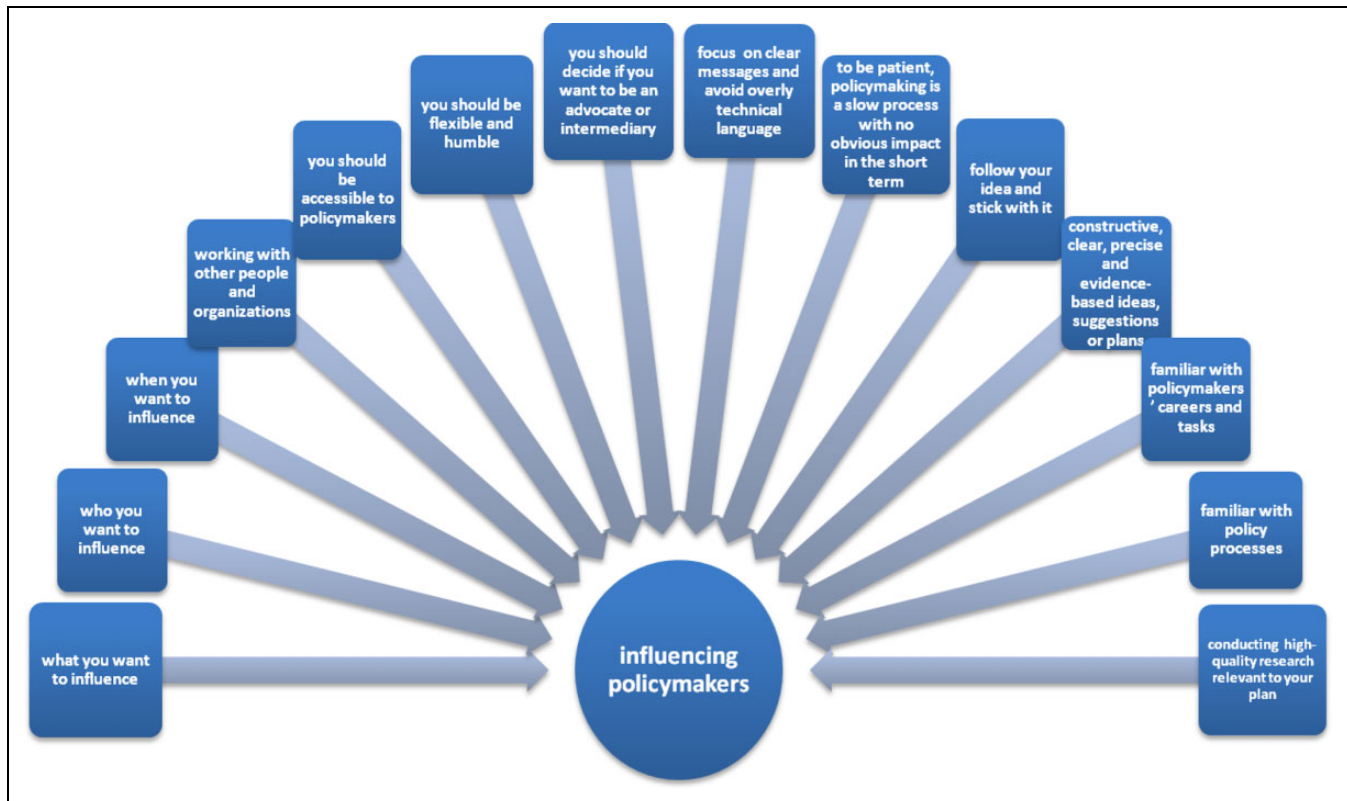 what you want
to influence
who you
want to
influence
when you
want to
influence
working with
other people
and
organizations
you should
be
accessible to
policymakers
you should be
flexible and
humble
you should
decide if you
want to be an
advocate or
intermediary
focus on clear
messages and
avoid overly
technical
language
to be patient,
policymaking is
a slow process
with no
obvious impact
in the short
term
follow your
idea and
stick with it
constructive,
clear, precise
and
evidence-
based ideas,
suggestions
or plans
familiar with
policymakers
’ careers and
tasks
familiar with
policy
processes
conducting high-
quality research
relevant to your
plan
influencing
policymakers